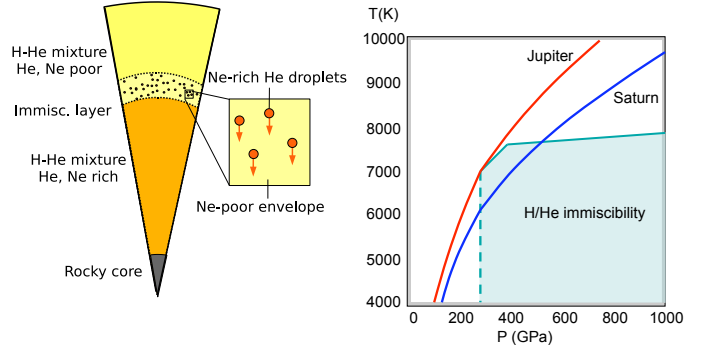 H-He mixture
He, Ne poor
Ne-rich He droplets
Immisc. layer
H-He mixture
He, Ne rich
Ne-poor envelope
Rocky core
T(K)
10000
9000
8000
7000
6000
5000
4000
Jupiter
Saturn
H/He immiscibility
0
200
400
600
800
1000
P (GPa)